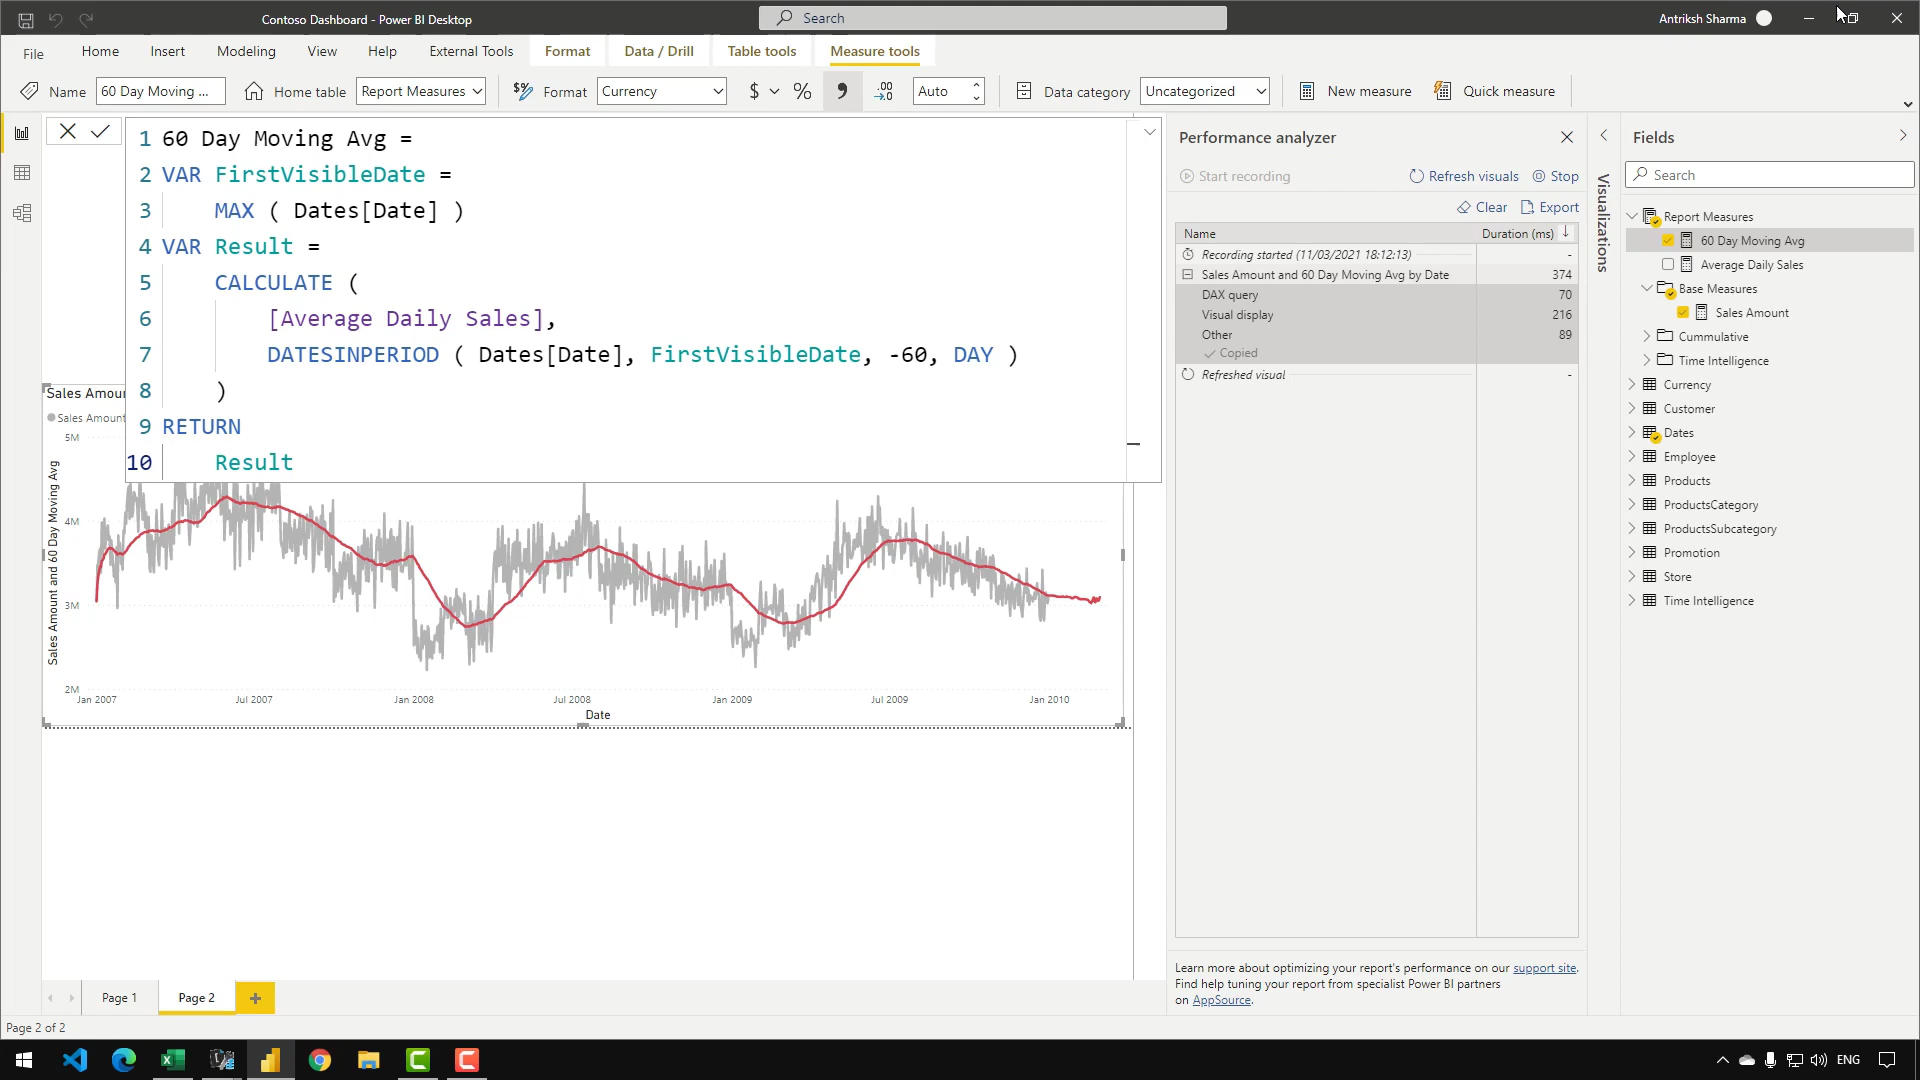 Contoso Dashboard - Power BI Desktop
Search
Antriksh Sharma
File
Home
Insert
Modeling
View
Help
External Tools
Format
Data / Drill
Table tools
Measure tools
Name
60 Day Moving ...
Home table
Report Measures
Format
Currency
$
%
,
.00
→.0
Auto
Data category
Uncategorized
New measure
Quick measure
1 60 Day Moving Avg =
2 VAR FirstVisibleDate =
3 MAX ( Dates[Date] )
4 VAR Result =
5 CALCULATE (
6 [Average Daily Sales],
7 DATESINPERIOD ( Dates[Date], FirstVisibleDate, -60, DAY )
8 )
9 RETURN
10 Result
Sales Amou
Sales Amount
Sales Amount and 60 Day Moving Avg
5M
4M
3M
2M
Jan 2007
Jul 2007
Jan 2008
Jul 2008
Jan 2009
Jul 2009
Jan 2010
Date
Performance analyzer
Start recording
Refresh visuals
Stop
Clear
Export
Name
Duration (ms)
Recording started (11/03/2021 18:12:13)
-
Sales Amount and 60 Day Moving Avg by Date
374
DAX query
70
Visual display
216
Other
89
Copied
Refreshed visual
-
Learn more about optimizing your report's performance on our support site.
Find help tuning your report from specialist Power BI partners
on AppSource.
Visualizations
Fields
Search
Report Measures
60 Day Moving Avg
Average Daily Sales
Base Measures
Sales Amount
Cummulative
Time Intelligence
Currency
Customer
Dates
Employee
Products
ProductsCategory
ProductsSubcategory
Promotion
Store
Time Intelligence
Page 1
Page 2
+
Page 2 of 2
ENG